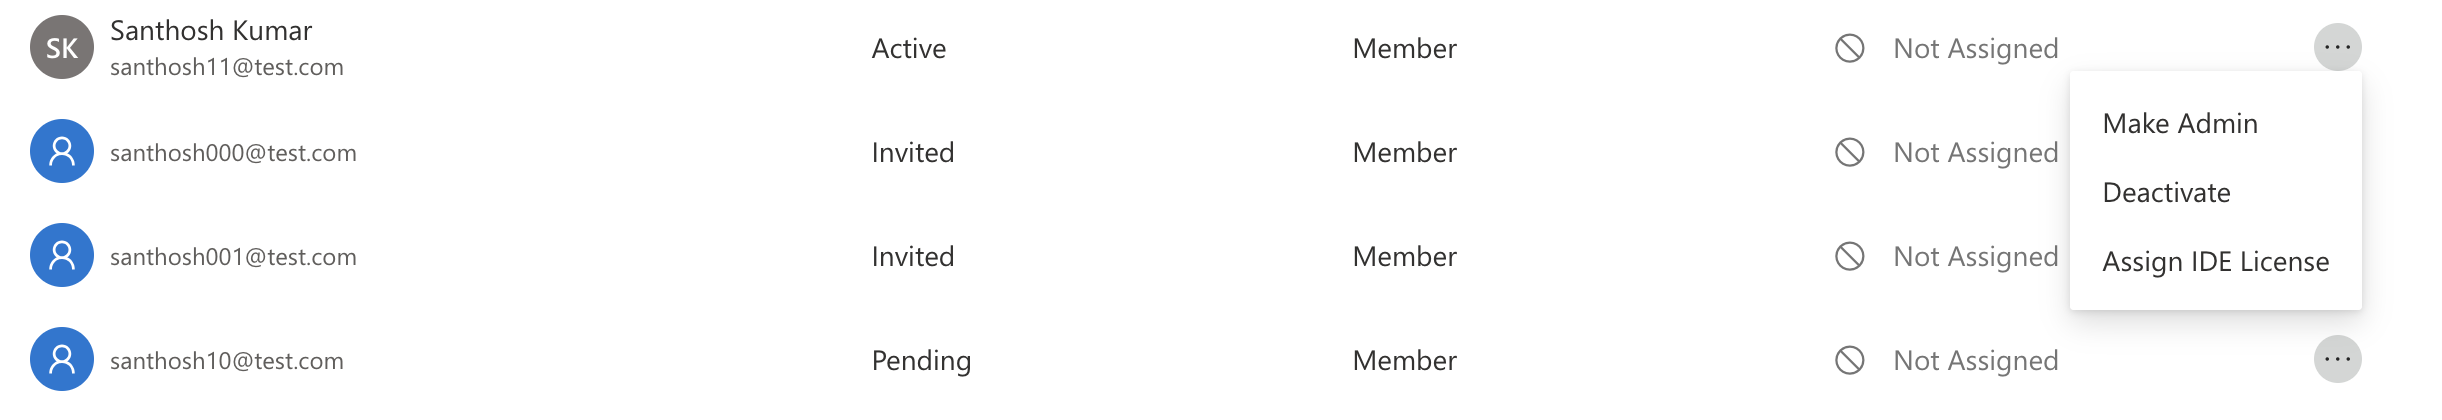 SK
Santhosh Kumar
santhosh11@test.com
Active
Member
Not Assigned
santhosh000@test.com
Invited
Member
Not Assigned
santhosh001@test.com
Invited
Member
Not Assigned
santhosh10@test.com
Pending
Member
Not Assigned
Make Admin
Deactivate
Assign IDE License